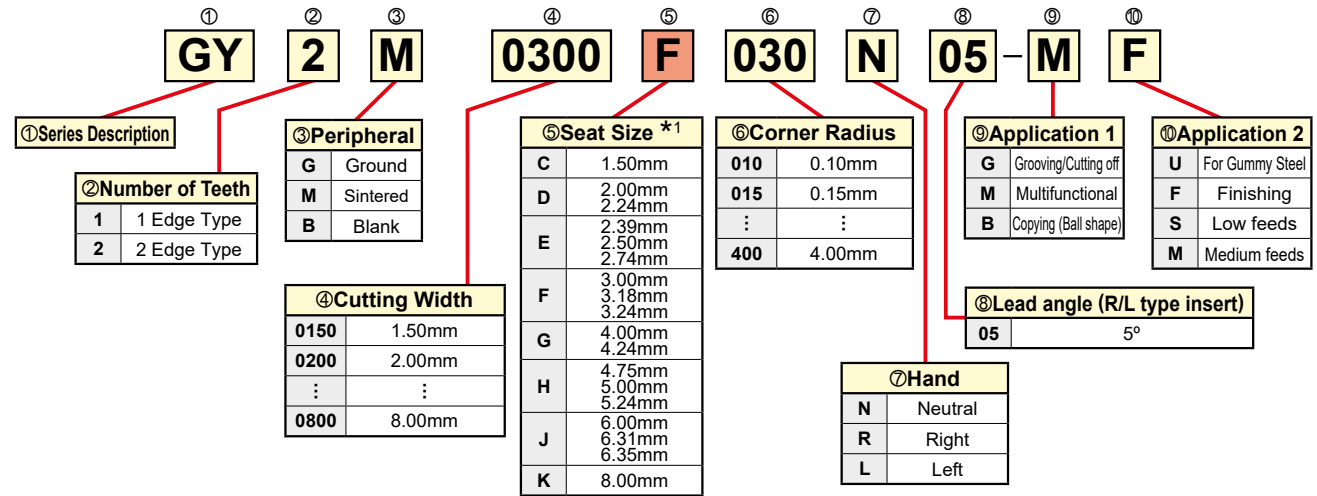 ① ② ③ ④ ⑤ ⑥ ⑦ ⑧ ⑨ ⑩
GY 2 M 0300 F 030 N 05 – M F
①Series Description
②Number of Teeth
1 1 Edge Type
2 2 Edge Type
③Peripheral
G Ground
M Sintered
B Blank
④Cutting Width
0150 1.50mm
0200 2.00mm
⋮ ⋮
0800 8.00mm
⑤Seat Size *1
C 1.50mm
D 2.00mm
2.24mm
E 2.39mm
2.50mm
2.74mm
F 3.00mm
3.18mm
3.24mm
G 4.00mm
4.24mm
H 4.75mm
5.00mm
5.24mm
J 6.00mm
6.31mm
6.35mm
K 8.00mm
⑥Corner Radius
010 0.10mm
015 0.15mm
⋮ ⋮
400 4.00mm
⑦Hand
N Neutral
R Right
L Left
⑧Lead angle (R/L type insert)
05 5º
⑨Application 1
G Grooving/Cutting off
M Multifunctional
B Copying (Ball shape)
⑩Application 2
U For Gummy Steel
F Finishing
S Low feeds
M Medium feeds